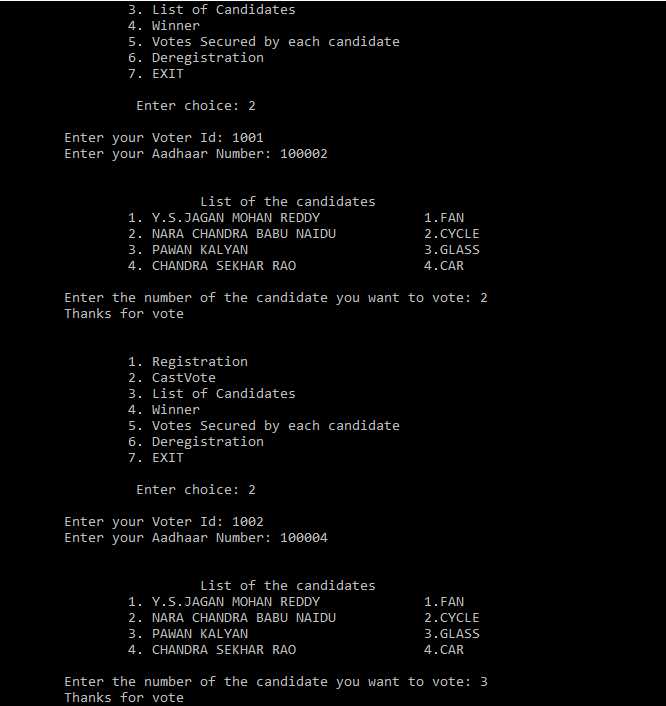 3. List of Candidates
4. Winner
5. Votes Secured by each candidate
6. Deregistration
7. EXIT
Enter choice: 2
Enter your Voter Id: 1001
Enter your Aadhaar Number: 100002
List of the candidates
1. Y.S.JAGAN MOHAN REDDY 1.FAN
2. NARA CHANDRA BABU NAIDU 2.CYCLE
3. PAWAN KALYAN 3.GLASS
4. CHANDRA SEKHAR RAO 4.CAR
Enter the number of the candidate you want to vote: 2
Thanks for vote
1. Registration
2. CastVote
3. List of Candidates
4. Winner
5. Votes Secured by each candidate
6. Deregistration
7. EXIT
Enter choice: 2
Enter your Voter Id: 1002
Enter your Aadhaar Number: 100004
List of the candidates
1. Y.S.JAGAN MOHAN REDDY 1.FAN
2. NARA CHANDRA BABU NAIDU 2.CYCLE
3. PAWAN KALYAN 3.GLASS
4. CHANDRA SEKHAR RAO 4.CAR
Enter the number of the candidate you want to vote: 3
Thanks for vote